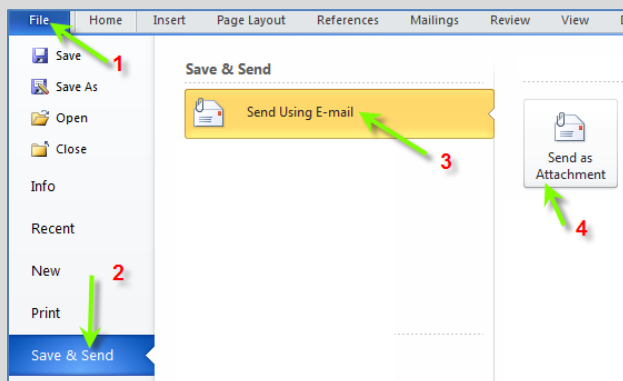 File Home Insert Page Layout References Mailings Review View
1
Save
Save As
Open
Close
Info
Recent
New
2
Print
Save & Send
Save & Send
Send Using E-mail
3
Send as
Attachment
4